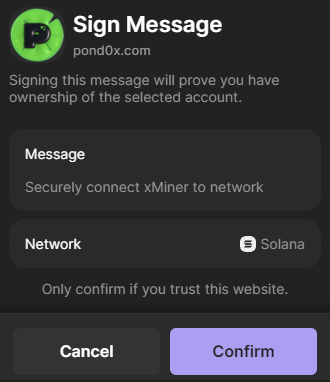 Sign Message
pond0x.com
Signing this message will prove you have
ownership of the selected account.
Message
Securely connect xMiner to network
Network Solana
Only confirm if you trust this website.
Cancel Confirm